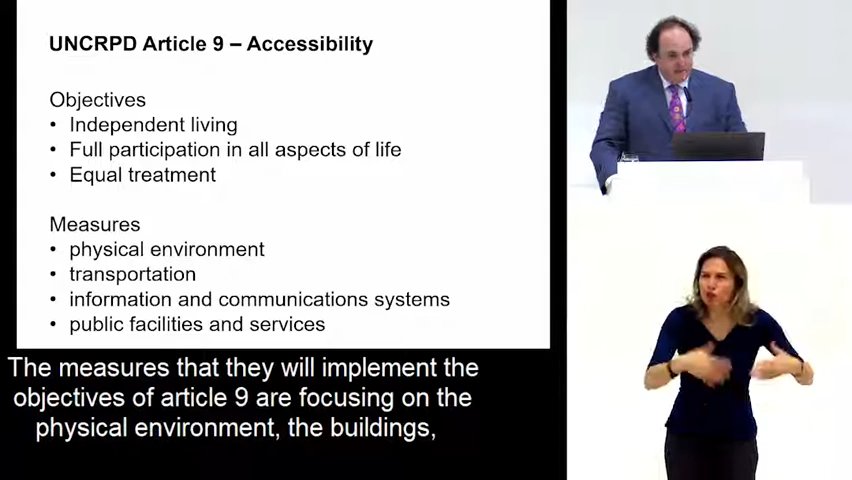 UNCRPD Article 9 – Accessibility
Objectives
• Independent living
• Full participation in all aspects of life
• Equal treatment
Measures
• physical environment
• transportation
• information and communications systems
• public facilities and services
The measures that they will implement the
objectives of article 9 are focusing on the
physical environment, the buildings,